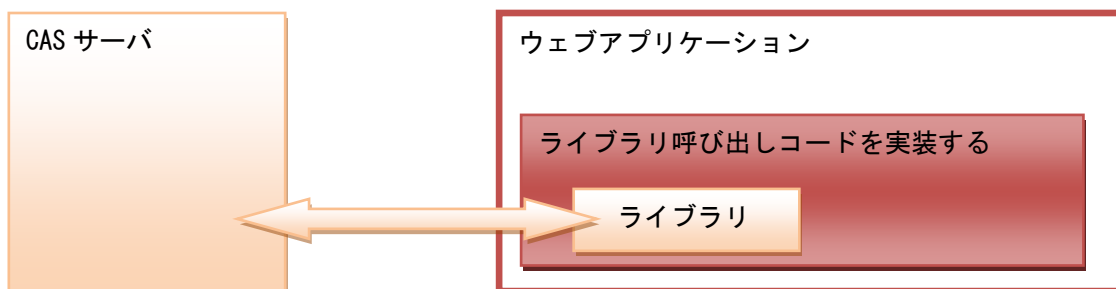 CAS サーバ
ウェブアプリケーション
ライブラリ呼び出しコードを実装する
ライブラリ